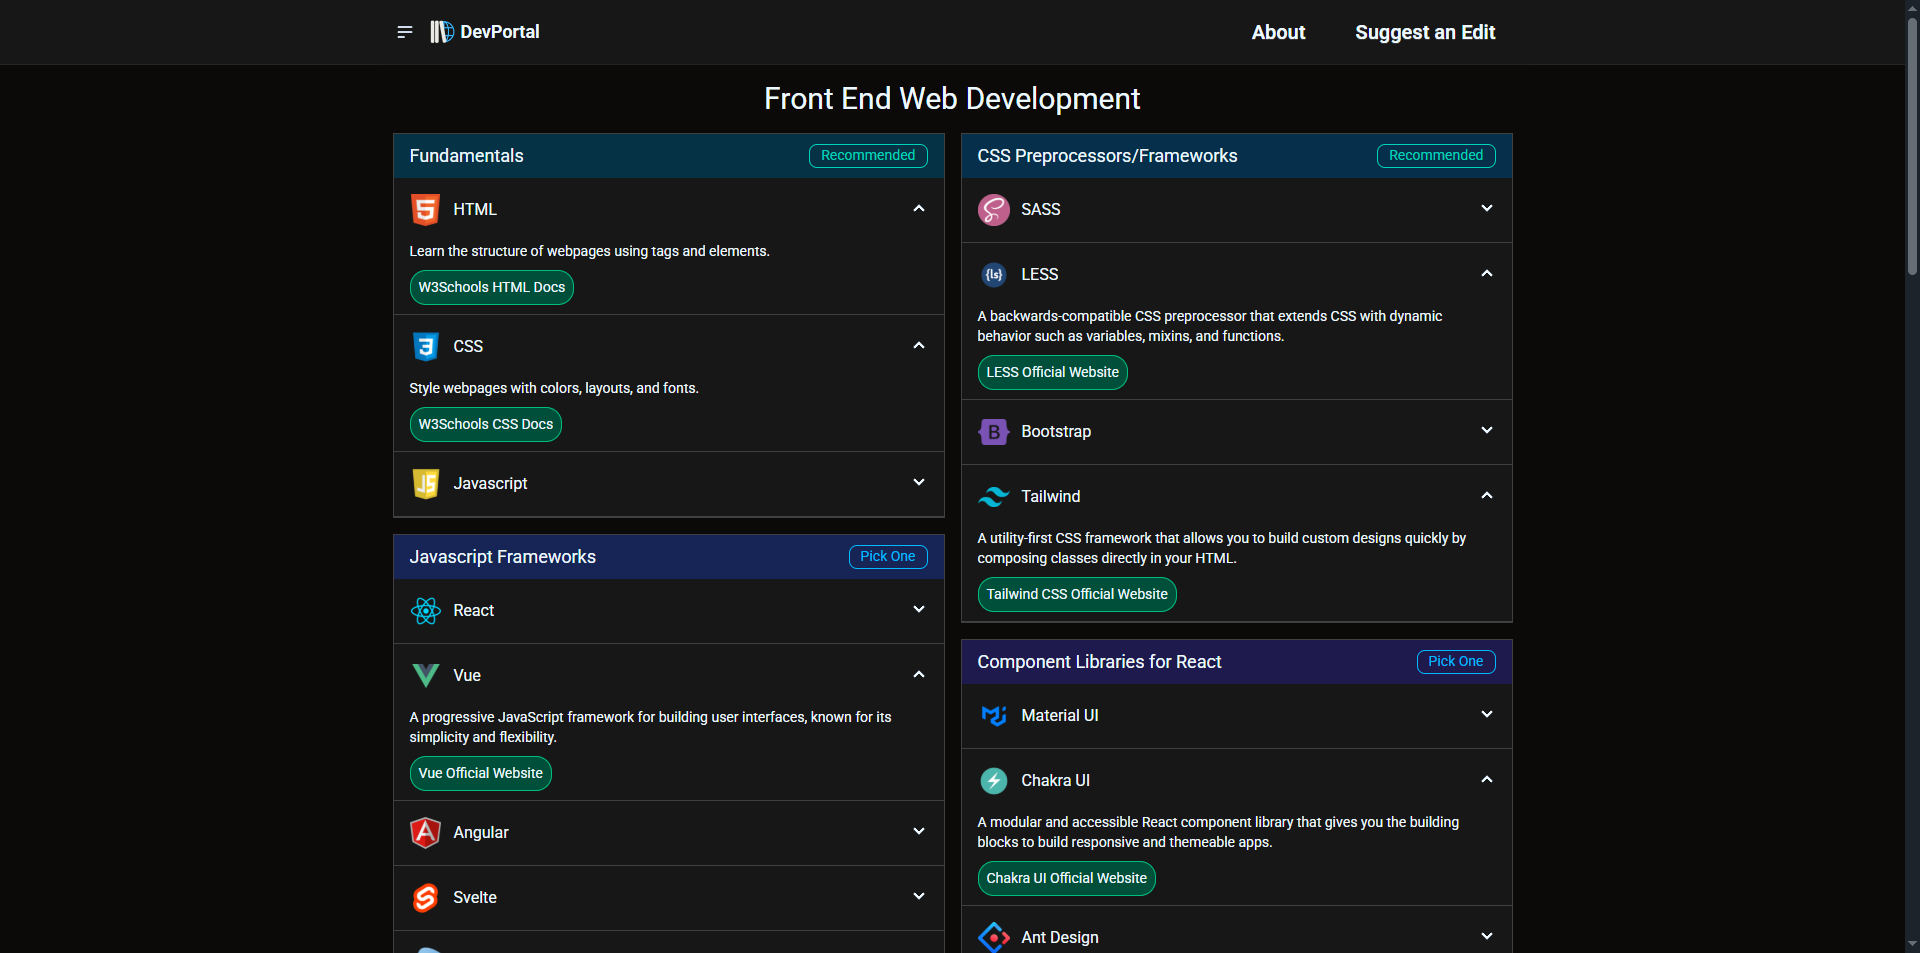 DevPortal
About
Suggest an Edit
Front End Web Development
Fundamentals
Recommended
HTML
Learn the structure of webpages using tags and elements.
W3Schools HTML Docs
CSS
Style webpages with colors, layouts, and fonts.
W3Schools CSS Docs
Javascript
Javascript Frameworks
Pick One
React
Vue
A progressive JavaScript framework for building user interfaces, known for its
simplicity and flexibility.
Vue Official Website
Angular
Svelte
CSS Preprocessors/Frameworks
Recommended
SASS
{ls}
LESS
A backwards-compatible CSS preprocessor that extends CSS with dynamic
behavior such as variables, mixins, and functions.
LESS Official Website
B
Bootstrap
Tailwind
A utility-first CSS framework that allows you to build custom designs quickly by
composing classes directly in your HTML.
Tailwind CSS Official Website
Component Libraries for React
Pick One
Material UI
Chakra UI
A modular and accessible React component library that gives you the building
blocks to build responsive and themeable apps.
Chakra UI Official Website
Ant Design